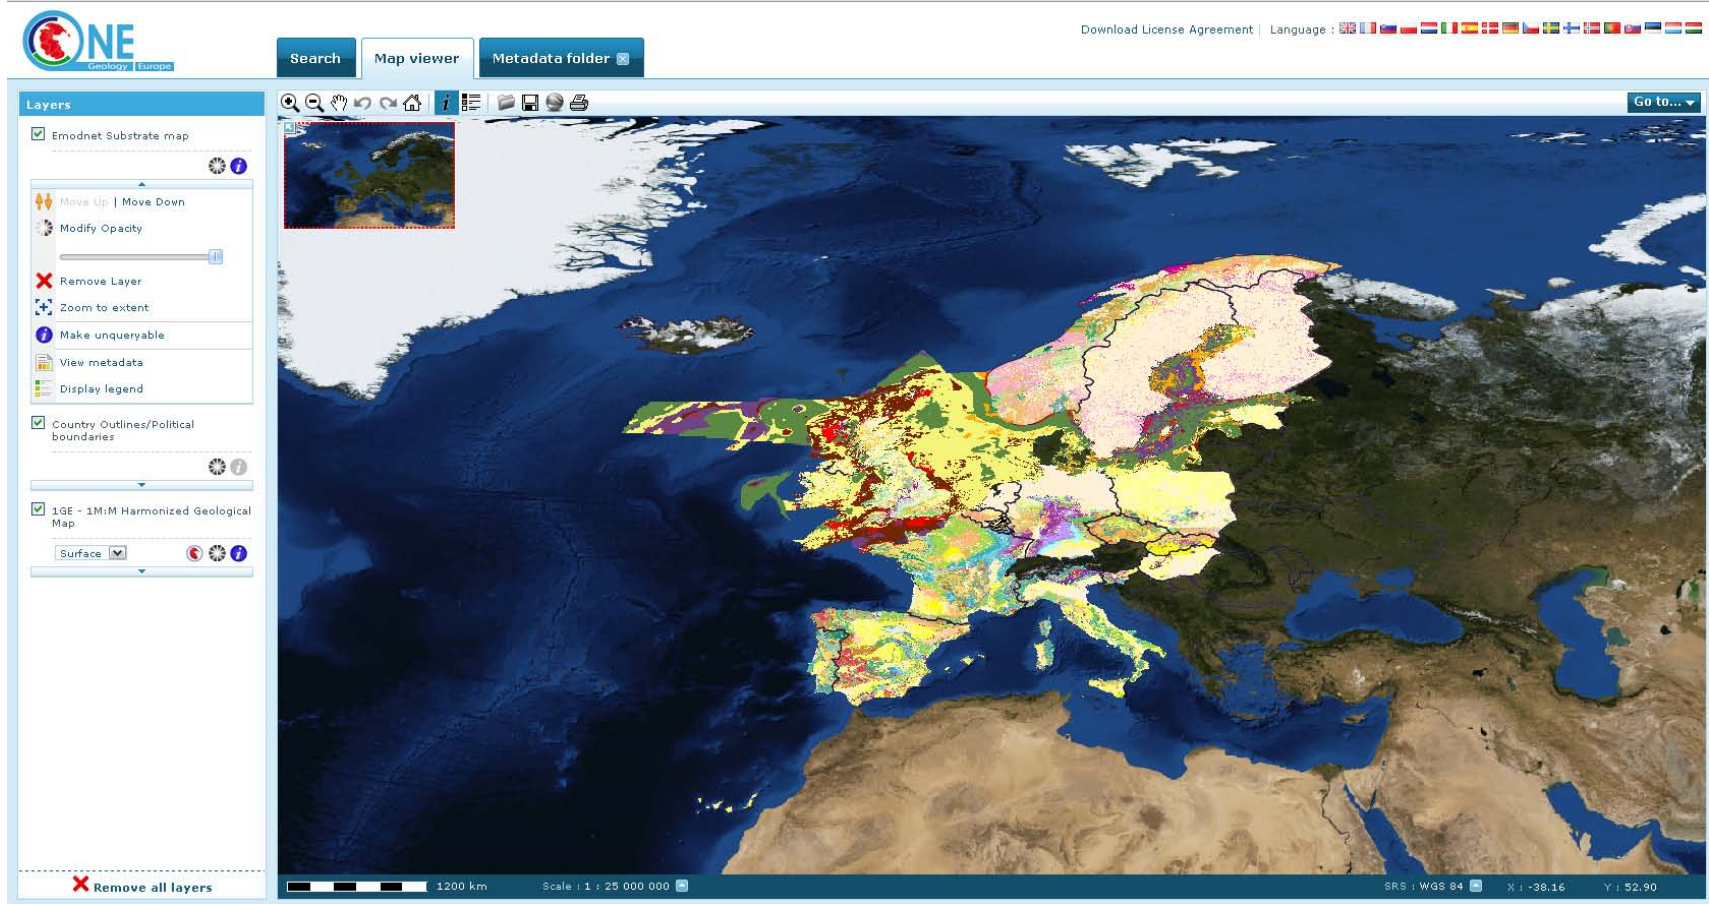 ONE
Geology Europe
Download License Agreement | Language :
Search
Map viewer
Metadata folder
Layers
Go to...
Emodnet Substrate map
Move Up | Move Down
Modify Opacity
Remove Layer
Zoom to extent
Make unqueryable
View metadata
Display legend
Country Outlines/Political
boundaries
1GE - 1M:M Harmonized Geological
Map
Surface
Remove all layers
1200 km
Scale : 1 : 25 000 000
SRS : WGS 84
X : -38.16
Y : 52.90